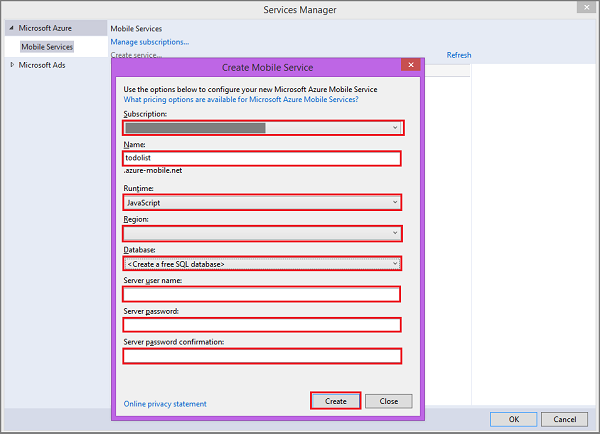 Services Manager
Microsoft Azure
Mobile Services
Microsoft Ads
Mobile Services
Manage subscriptions...
Create service...
Refresh
Create Mobile Service
Use the options below to configure your new Microsoft Azure Mobile Service
What pricing options are available for Microsoft Azure Mobile Services?
Subscription:
Name:
todolist
.azure-mobile.net
Runtime:
JavaScript
Region:
Database:
<Create a free SQL database>
Server user name:
Server password:
Server password confirmation:
Online privacy statement
Create
Close
OK
Cancel